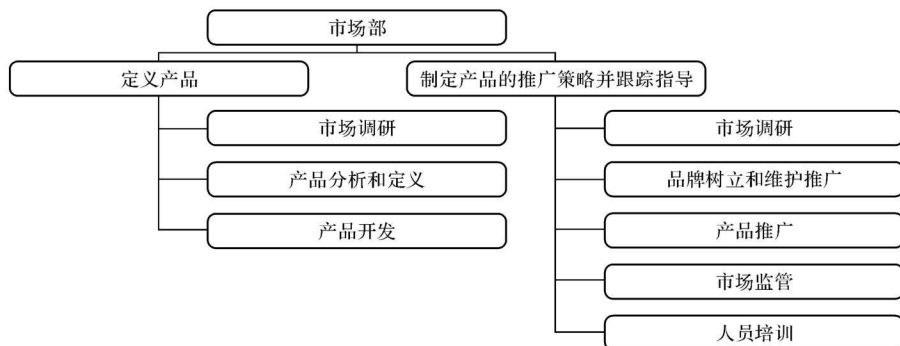 市场部
定义产品
制定产品的推广策略并跟踪指导
市场调研
产品分析和定义
产品开发
市场调研
品牌树立和维护推广
产品推广
市场监管
人员培训